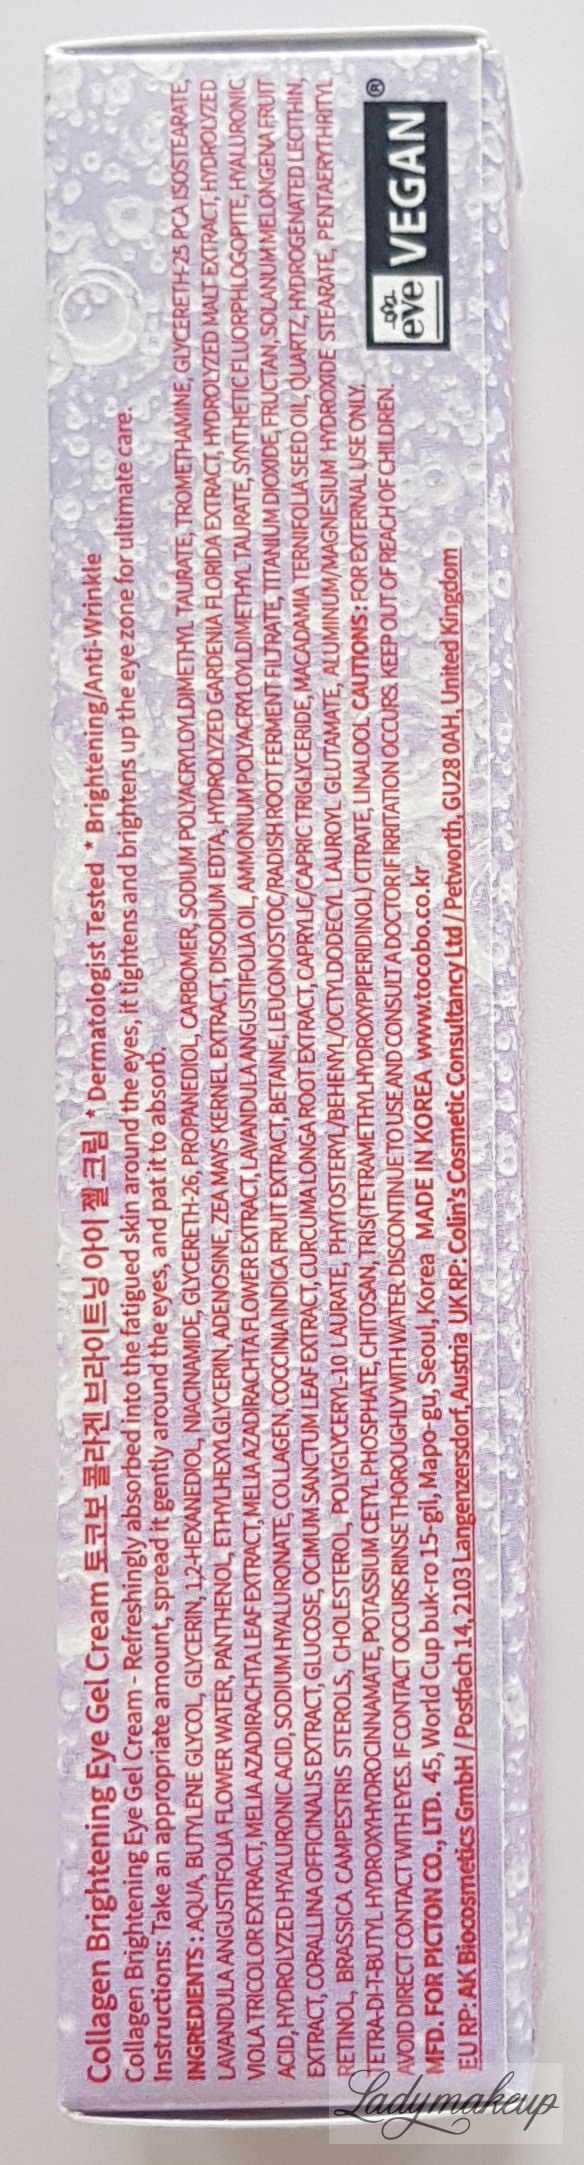 Collagen Brightening Eye Gel Cream 토코보 콜라겐 브라이트닝 아이 젤 크림 * Dermatologist Tested * Brightening/Anti-Wrinkle
Collagen Brightening Eye Gel Cream - Refreshingly absorbed into the fatigued skin around the eyes, it tightens and brightens up the eye zone for ultimate care.
Instructions: Take an appropriate amount, spread it gently around the eyes, and pat it to absorb.
INGREDIENTS : AQUA, BUTYLENE GLYCOL, GLYCERIN, 1,2-HEXANEDIOL, NIACINAMIDE, GLYCERETH-26, PROPANEDIOL, CARBOMER, SODIUM POLYACRYLOYLDIMETHYL TAURATE, TROMETHAMINE, GLYCERETH-25 PCA ISOSTEARATE,
LAVANDULA ANGUSTIFOLIA FLOWER WATER, PANTHENOL, ETHYLHEXYLGLYCERIN, ADENOSINE, ZEA MAYS KERNEL EXTRACT, DISODIUM EDTA, HYDROLYZED GARDENIA FLORIDA EXTRACT, HYDROLYZED MALT EXTRACT, HYDROLYZED
VIOLA TRICOLOR EXTRACT, MELIA AZADIRACHTA LEAF EXTRACT, MELIA AZADIRACHTA FLOWER EXTRACT, LAVANDULA ANGUSTIFOLIA OIL, AMMONIUM POLYACRYLOYLDIMETHYL TAURATE, SYNTHETIC FLUORPHLOGOPITE, HYALURONIC
ACID, HYDROLYZED HYALURONIC ACID, SODIUM HYALURONATE, COLLAGEN, COCCINIA INDICA FRUIT EXTRACT, BETAINE, LEUCONOSTOC/RADISH ROOT FERMENT FILTRATE, TITANIUM DIOXIDE, FRUCTAN, SOLANUM MELONGENA FRUIT
EXTRACT, CORALLINA OFFICINALIS EXTRACT, GLUCOSE, OCIMUM SANCTUM LEAF EXTRACT, CURCUMA LONGA ROOT EXTRACT, CAPRYLIC/CAPRIC TRIGLYCERIDE, MACADAMIA TERNIFOLIA SEED OIL, QUARTZ, HYDROGENATED LECITHIN,
RETINOL, BRASSICA CAMPESTRIS STEROLS, CHOLESTEROL, POLYGLYCERYL-10 LAURATE, PHYTOSTERYL/BEHENYL/OCTYLDODECYL LAUROYL GLUTAMATE, ALUMINUM/MAGNESIUM HYDROXIDE STEARATE, PENTAERYTHRITYL
TETRA-DI-T-BUTYL HYDROXYHYDROCINNAMATE, POTASSIUM CETYL PHOSPHATE, CHITOSAN, TRIS(TETRAMETHYLHYDROXYPIPERIDINOL) CITRATE, LINALOOL CAUTIONS : FOR EXTERNAL USE ONLY.
AVOID DIRECT CONTACT WITH EYES. IF CONTACT OCCURS RINSE THOROUGHLY WITH WATER. DISCONTINUE TO USE AND CONSULT A DOCTOR IF IRRITATION OCCURS. KEEP OUT OF REACH OF CHILDREN.
MFD. FOR PICTON CO., LTD. 45, World Cup buk-ro 15-gil, Mapo-gu, Seoul, Korea MADE IN KOREA www.tocobo.co.kr
EU RP: AK Biocosmetics GmbH / Postfach 14, 2103 Langenzersdorf, Austria UK RP: Colin's Cosmetic Consultancy Ltd / Petworth, GU28 0AH, United Kingdom
eve VEGAN®
Ladymakeup